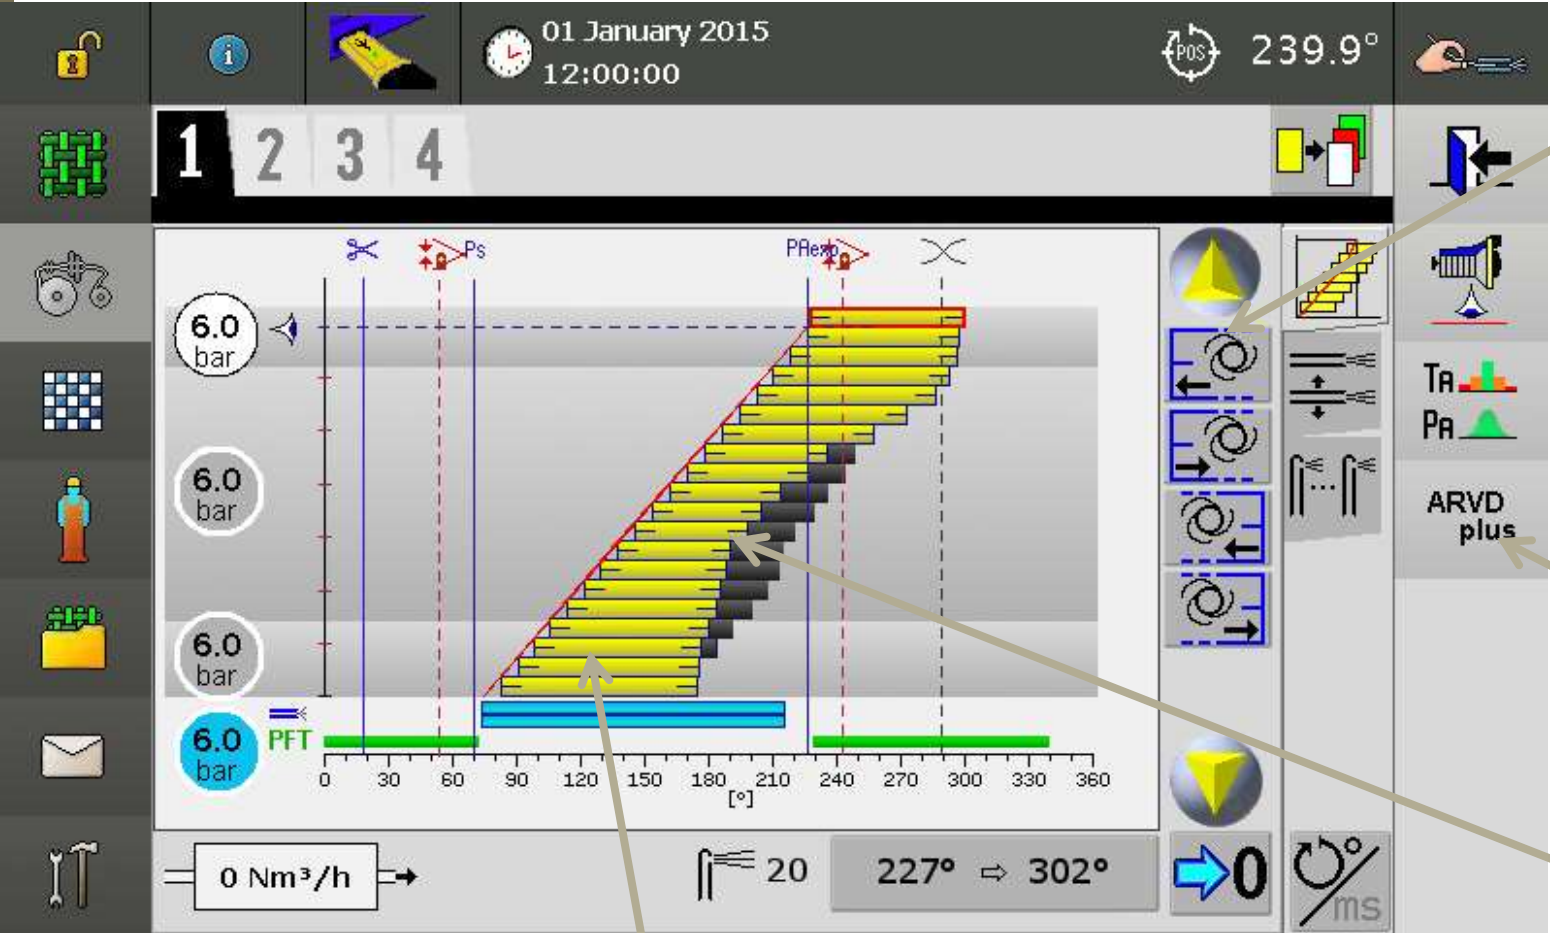 01 January 2015
12:00:00
POS 239.9°
1 2 3 4
Ps
PAexp
6.0
bar
6.0
bar
6.0
bar
6.0
bar
PFT
0 30 60 90 120 150 180 210 240 270 300 330 360
[°]
0 Nm³/h
20
227° ⇨ 302°
0
°/ms
TA
PA
ARVD
plus